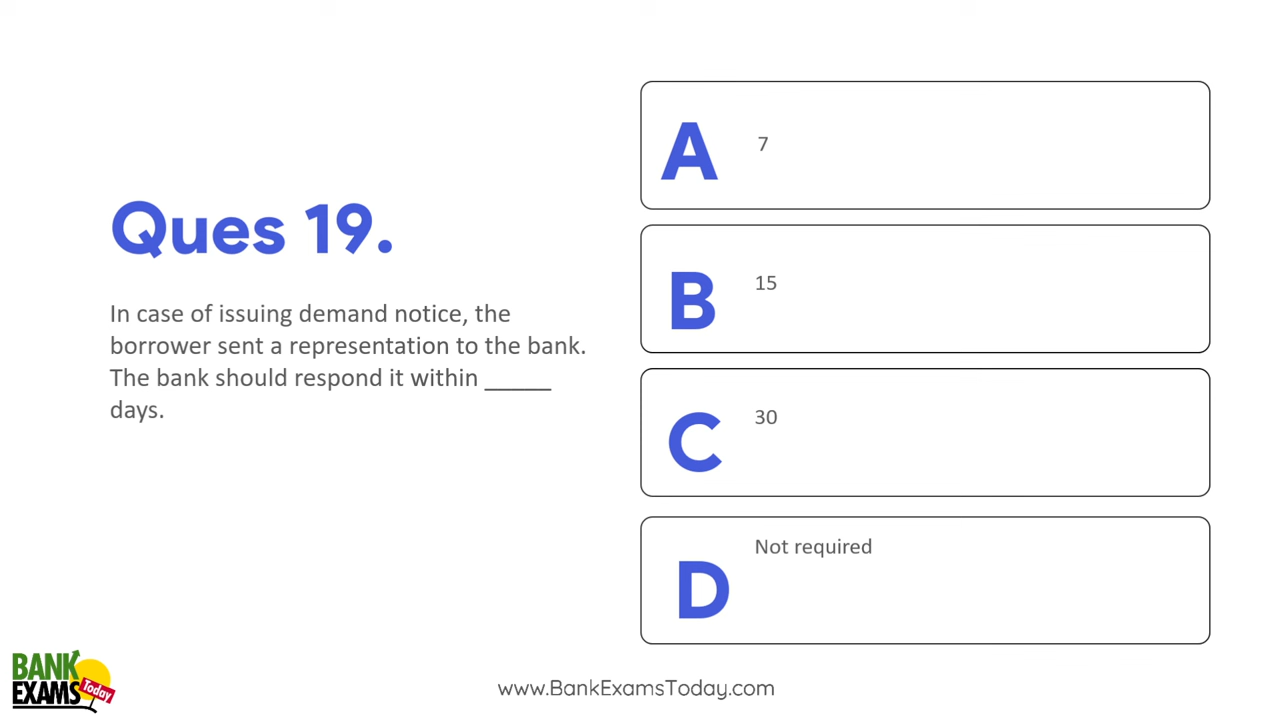 Ques 19.
In case of issuing demand notice, the
borrower sent a representation to the bank.
The bank should respond it within _____
days.
A
7
B
15
C
30
D
Not required
BANK
EXAMS
Today
www.BankExamsToday.com